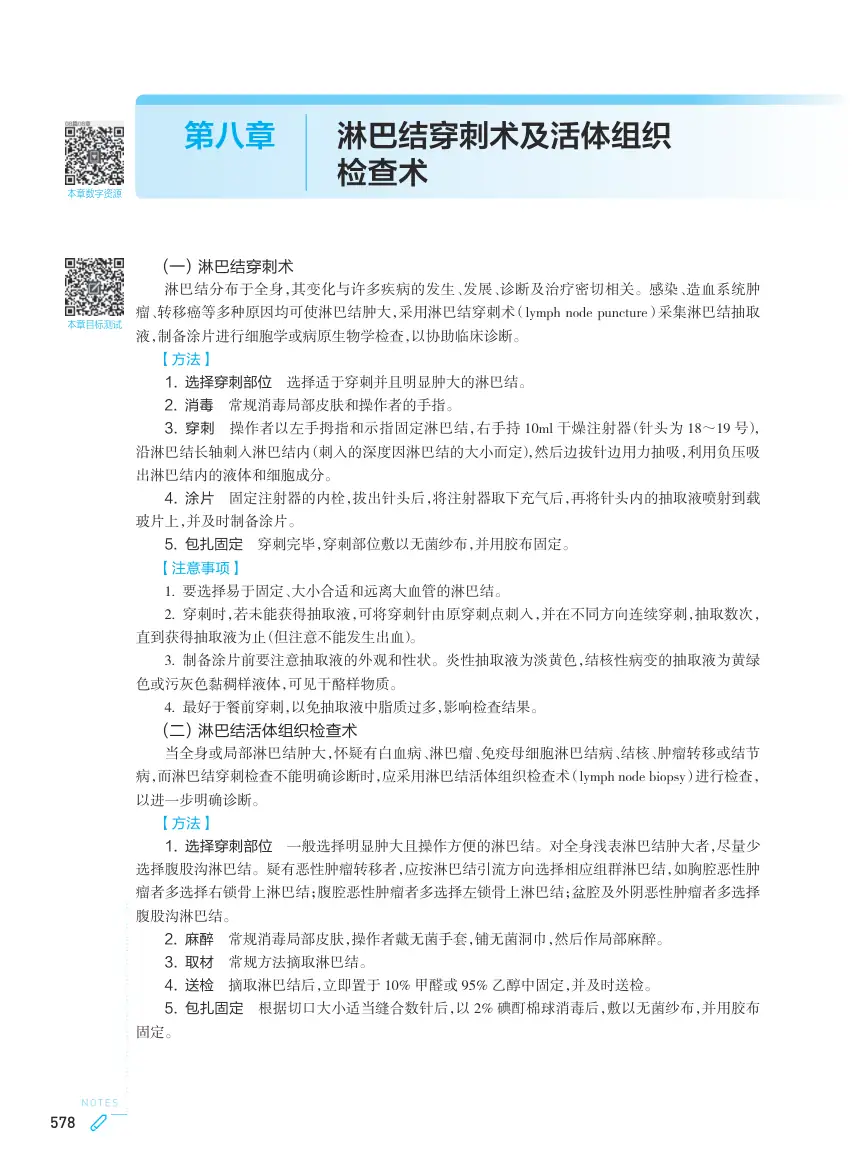 第八章
淋巴结穿刺术及活体组织
检查术
本章数字资源
本章目标测试
（一）淋巴结穿刺术
淋巴结分布于全身，其变化与许多疾病的发生、发展、诊断及治疗密切相关。感染、造血系统肿
瘤、转移癌等多种原因均可使淋巴结肿大，采用淋巴结穿刺术（lymph node puncture）采集淋巴结抽取
液，制备涂片进行细胞学或病原生物学检查，以协助临床诊断。
【方法】
1. 选择穿刺部位　选择适于穿刺并且明显肿大的淋巴结。
2. 消毒　常规消毒局部皮肤和操作者的手指。
3. 穿刺　操作者以左手拇指和示指固定淋巴结，右手持 10ml 干燥注射器（针头为 18～19 号），
沿淋巴结长轴刺入淋巴结内（刺入的深度因淋巴结的大小而定），然后边拔针边用力抽吸，利用负压吸
出淋巴结内的液体和细胞成分。
4. 涂片　固定注射器的内栓，拔出针头后，将注射器取下充气后，再将针头内的抽取液喷射到载
玻片上，并及时制备涂片。
5. 包扎固定　穿刺完毕，穿刺部位敷以无菌纱布，并用胶布固定。
【注意事项】
1. 要选择易于固定、大小合适和远离大血管的淋巴结。
2. 穿刺时，若未能获得抽取液，可将穿刺针由原穿刺点刺入，并在不同方向连续穿刺，抽取数次，
直到获得抽取液为止（但注意不能发生出血）。
3. 制备涂片前要注意抽取液的外观和性状。炎性抽取液为淡黄色，结核性病变的抽取液为黄绿
色或污灰色黏稠样液体，可见干酪样物质。
4. 最好于餐前穿刺，以免抽取液中脂质过多，影响检查结果。
（二）淋巴结活体组织检查术
当全身或局部淋巴结肿大，怀疑有白血病、淋巴瘤、免疫母细胞淋巴结病、结核、肿瘤转移或结节
病，而淋巴结穿刺检查不能明确诊断时，应采用淋巴结活体组织检查术（lymph node biopsy）进行检查，
以进一步明确诊断。
【方法】
1. 选择穿刺部位　一般选择明显肿大且操作方便的淋巴结。对全身浅表淋巴结肿大者，尽量少
选择腹股沟淋巴结。疑有恶性肿瘤转移者，应按淋巴结引流方向选择相应组群淋巴结，如胸腔恶性肿
瘤者多选择右锁骨上淋巴结；腹腔恶性肿瘤者多选择左锁骨上淋巴结；盆腔及外阴恶性肿瘤者多选择
腹股沟淋巴结。
2. 麻醉　常规消毒局部皮肤，操作者戴无菌手套，铺无菌洞巾，然后作局部麻醉。
3. 取材　常规方法摘取淋巴结。
4. 送检　摘取淋巴结后，立即置于 10% 甲醛或 95% 乙醇中固定，并及时送检。
5. 包扎固定　根据切口大小适当缝合数针后，以 2% 碘酊棉球消毒后，敷以无菌纱布，并用胶布
固定。
NOTES
578